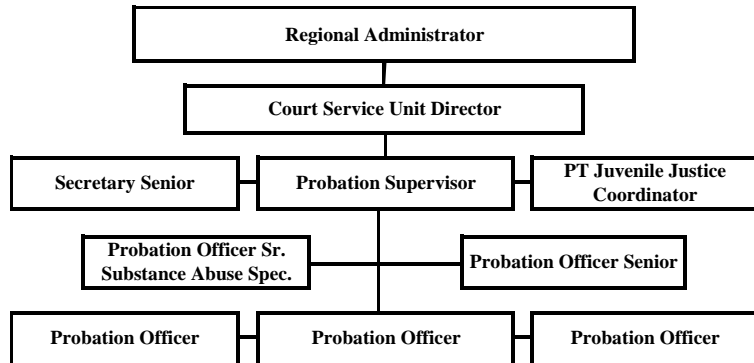 Regional Administrator
Court Service Unit Director
Secretary Senior
Probation Supervisor
PT Juvenile Justice
Coordinator
Probation Officer Sr.
Substance Abuse Spec.
Probation Officer Senior
Probation Officer
Probation Officer
Probation Officer